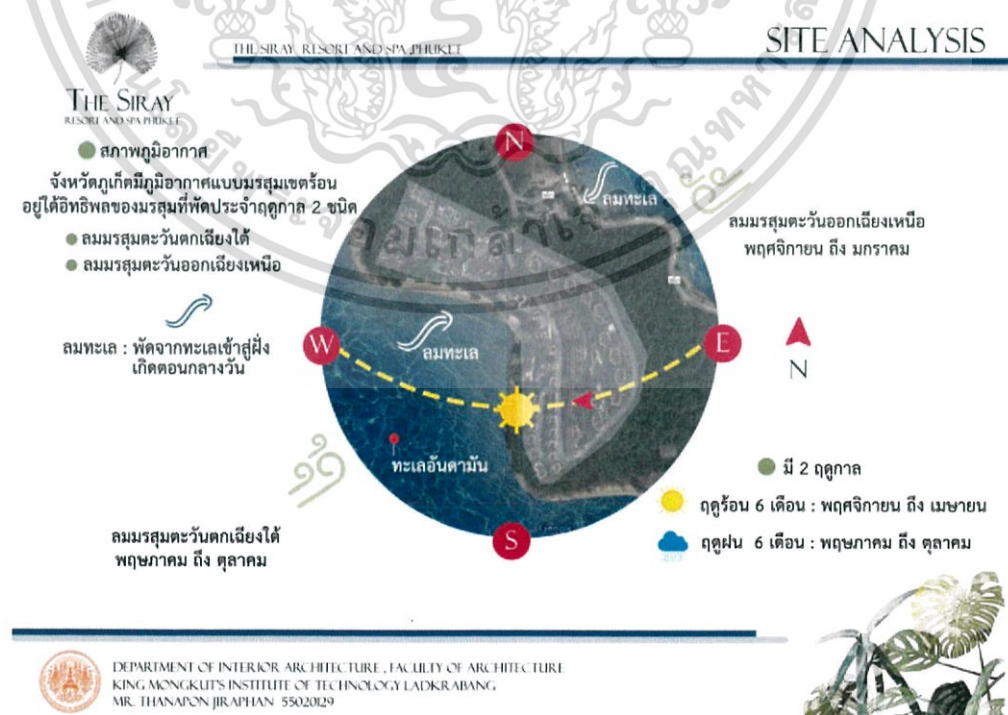 THE SIRAY RESORT AND SPA ,PHUKET
SITE ANALYSIS
THE SIRAY
RESORT AND SPA PHUKET
สภาพภูมิอากาศ
จังหวัดภูเก็ตมีภูมิอากาศแบบมรสุมเขตร้อน
อยู่ใต้อิทธิพลของมรสุมที่พัดประจำฤดูกาล 2 ชนิด
ลมมรสุมตะวันตกเฉียงใต้
ลมมรสุมตะวันออกเฉียงเหนือ
ลมทะเล : พัดจากทะเลเข้าสู่ฝั่ง
เกิดตอนกลางวัน
N
ลมทะเล
ลมมรสุมตะวันออกเฉียงเหนือ
พฤศจิกายน ถึง มกราคม
W
ลมทะเล
E
N
ทะเลอันดามัน
S
มี 2 ฤดูกาล
ฤดูร้อน 6 เดือน : พฤศจิกายน ถึง เมษายน
ฤดูฝน 6 เดือน : พฤษภาคม ถึง ตุลาคม
ลมมรสุมตะวันตกเฉียงใต้
พฤษภาคม ถึง ตุลาคม
DEPARTMENT OF INTERIOR ARCHITECTURE , FACULTY OF ARCHITECTURE
KING MONGKUT'S INSTITUTE OF TECHNOLOGY LADKRABANG
MR. THANAPON JIRAPHAN 55020129